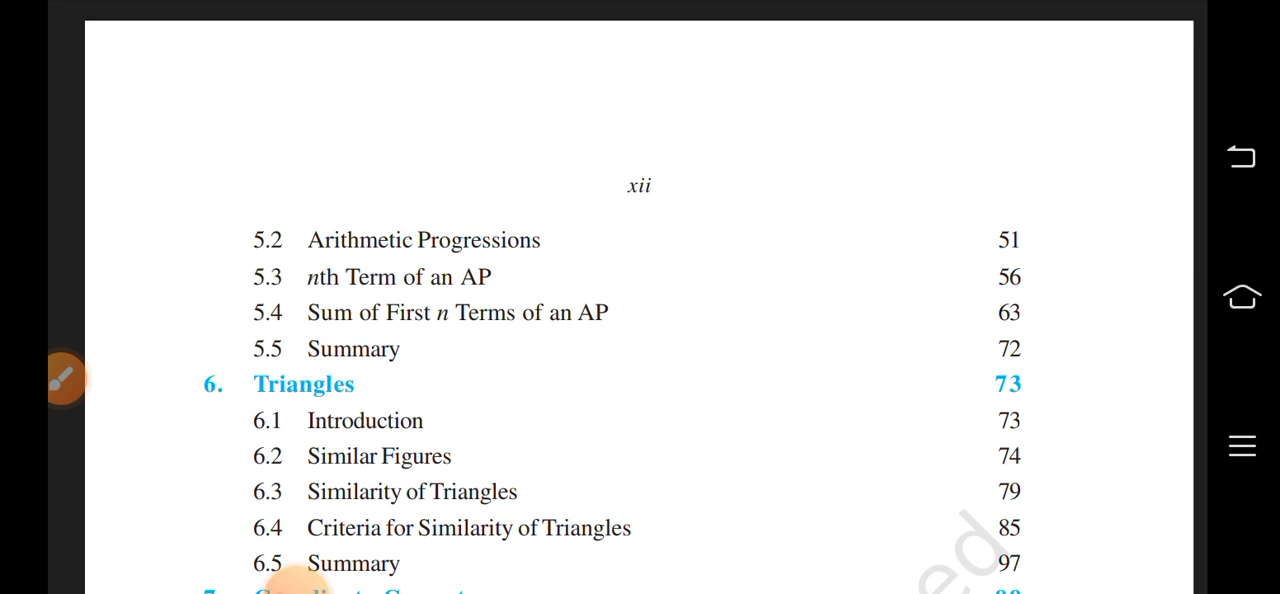 xii
5.2 Arithmetic Progressions 51
5.3 nth Term of an AP 56
5.4 Sum of First n Terms of an AP 63
5.5 Summary 72
6. Triangles 73
6.1 Introduction 73
6.2 Similar Figures 74
6.3 Similarity of Triangles 79
6.4 Criteria for Similarity of Triangles 85
6.5 Summary 97
ed